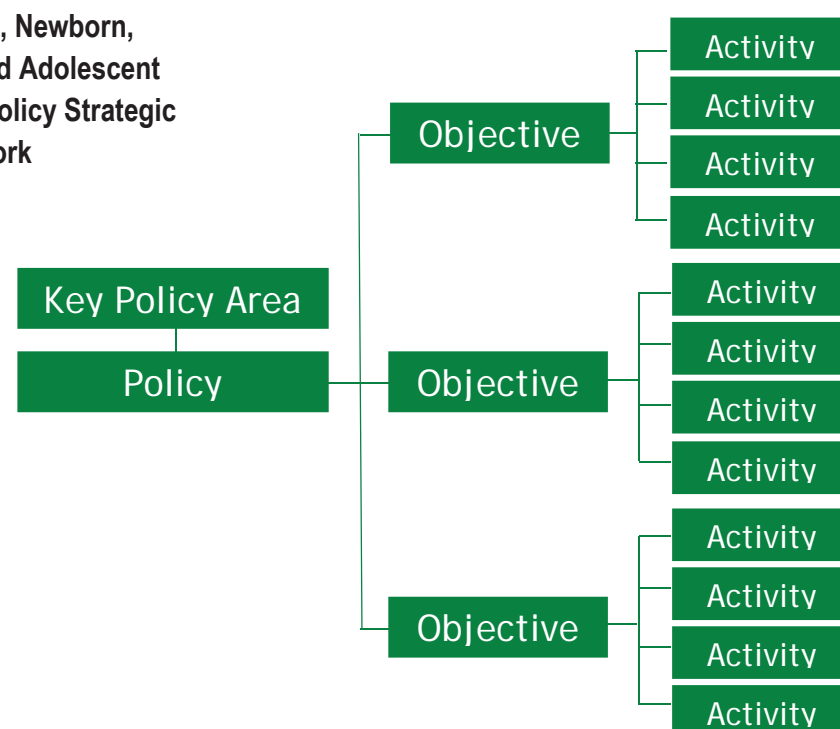 , Newborn,
d Adolescent
olicy Strategic
ork
Key Policy Area
Policy
Objective
Activity
Activity
Activity
Activity
Objective
Activity
Activity
Activity
Activity
Objective
Activity
Activity
Activity
Activity